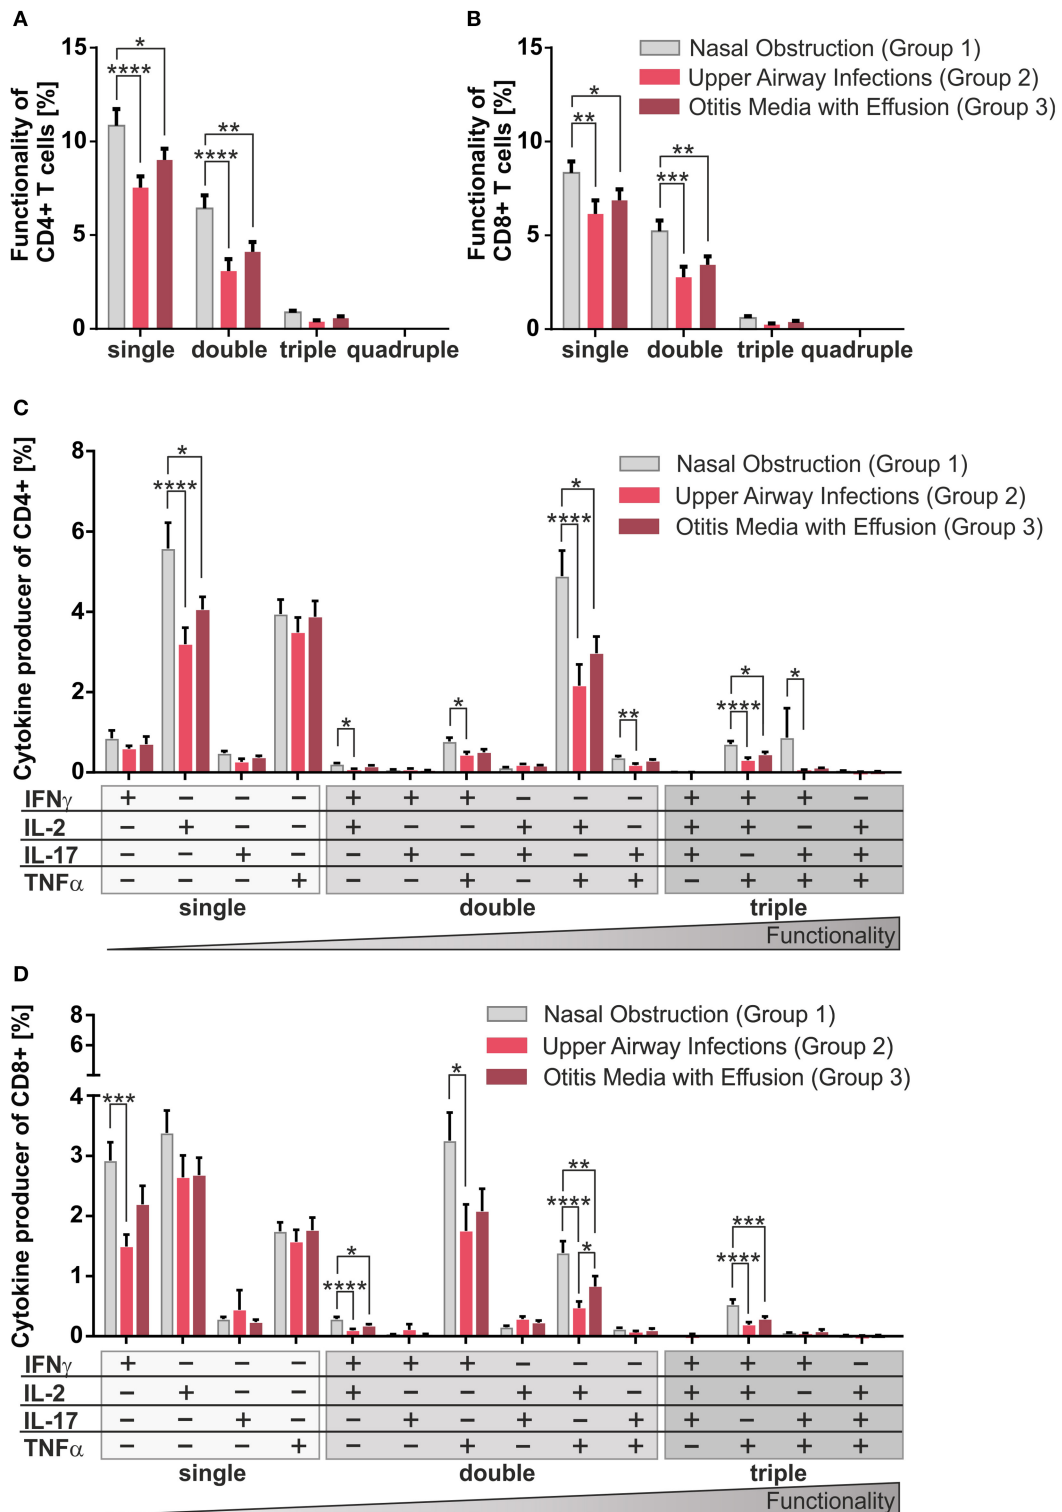 A
B
Functionality of
CD4+ T cells [%]
15
10
5
0
*
****
**
****
single double triple quadruple
Functionality of
CD8+ T cells [%]
15
10
5
0
*
**
**
***
single double triple quadruple
Nasal Obstruction (Group 1)
Upper Airway Infections (Group 2)
Otitis Media with Effusion (Group 3)
C
Cytokine producer of CD4+ [%]
8
6
4
2
0
*
****
*
*
*
****
**
*
****
*
Nasal Obstruction (Group 1)
Upper Airway Infections (Group 2)
Otitis Media with Effusion (Group 3)
IFNγ + − − − + + + − − − + + + −
IL-2 − + − − + − − + + − + + − +
IL-17 − − + − − + − + − + + − + +
TNFα − − − + − − + − + + − + + +
single double triple
Functionality
D
Cytokine producer of CD8+ [%]
8
6
4
3
2
1
0
***
*
****
*
**
****
*
***
****
Nasal Obstruction (Group 1)
Upper Airway Infections (Group 2)
Otitis Media with Effusion (Group 3)
IFNγ + − − − + + + − − − + + + −
IL-2 − + − − + − − + + − + + − +
IL-17 − − + − − + − + − + + − + +
TNFα − − − + − − + − + + − + + +
single double triple
Functionality